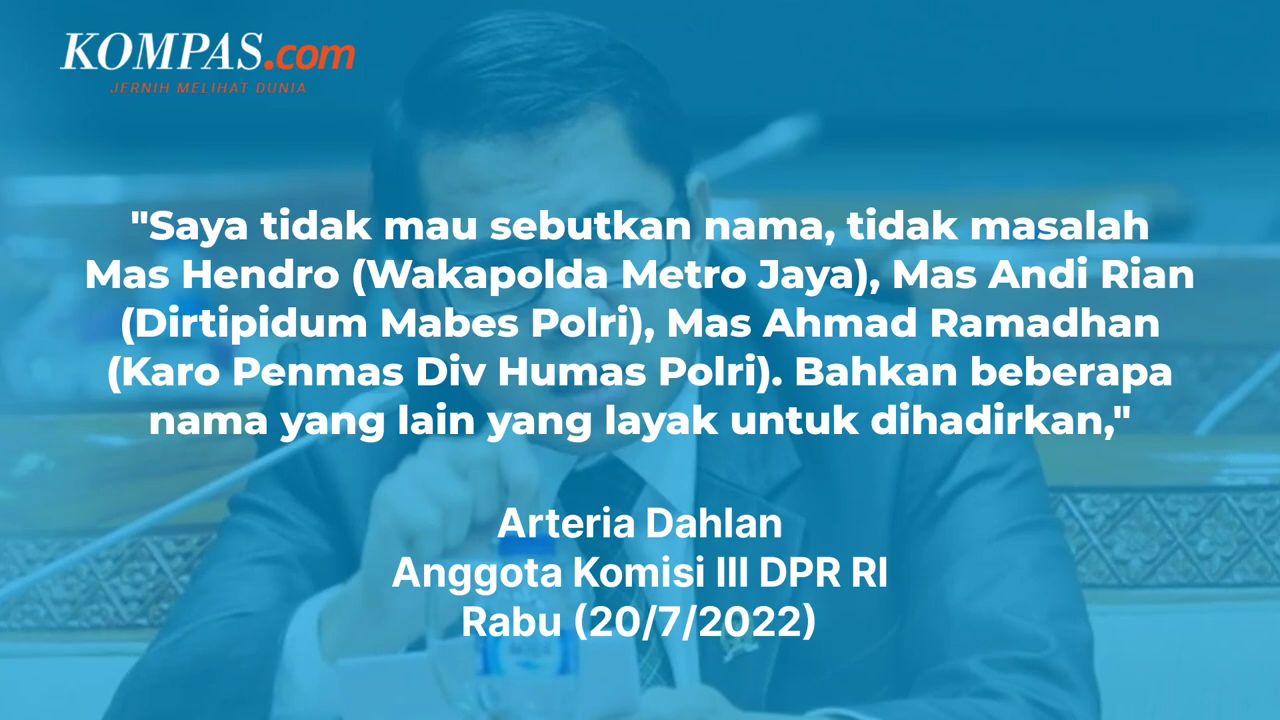 KOMPAS.com
JERNIH MELIHAT DUNIA
"Saya tidak mau sebutkan nama, tidak masalah
Mas Hendro (Wakapolda Metro Jaya), Mas Andi Rian
(Dirtipidum Mabes Polri), Mas Ahmad Ramadhan
(Karo Penmas Div Humas Polri). Bahkan beberapa
nama yang lain yang layak untuk dihadirkan,"
Arteria Dahlan
Anggota Komisi III DPR RI
Rabu (20/7/2022)